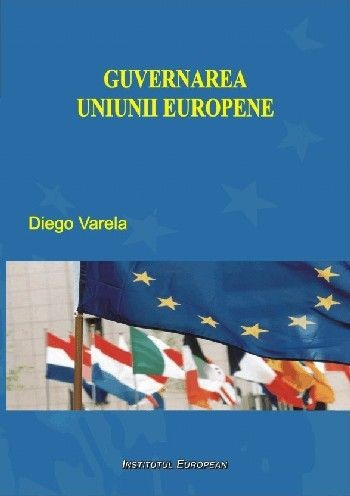 GUVERNAREA
UNIUNII EUROPENE
Diego Varela
INSTITUTUL EUROPEAN